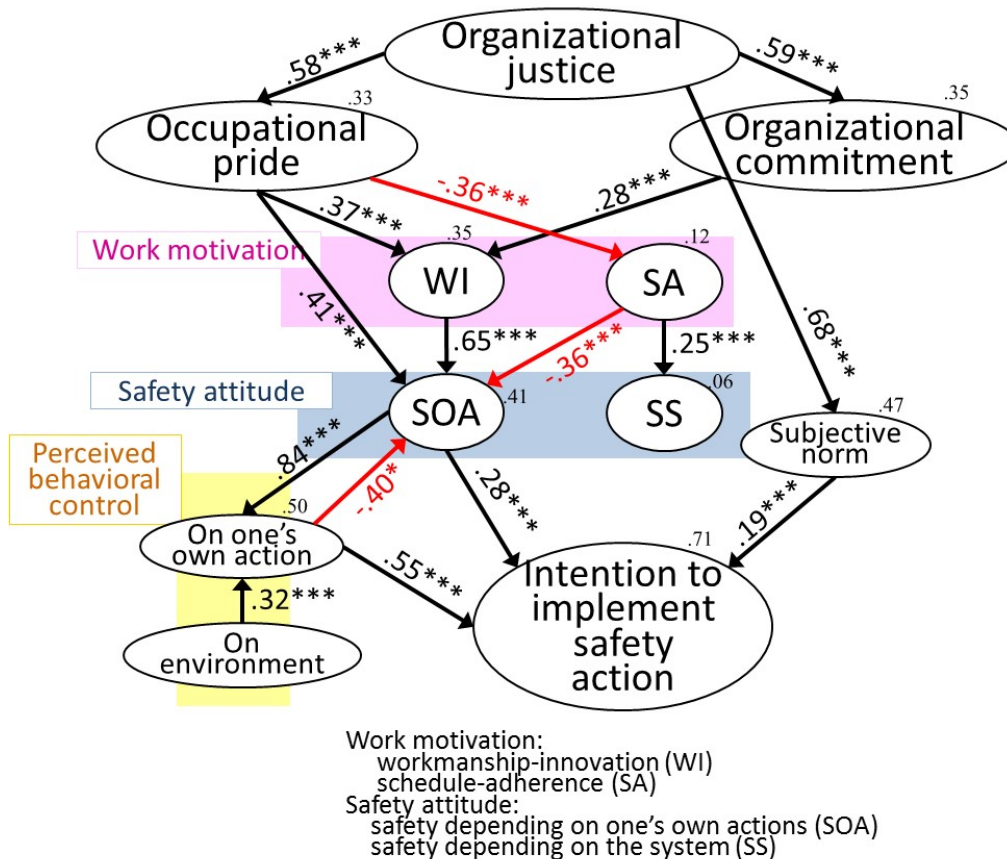 Organizational
justice
.58***
.59***
.33
Occupational
pride
.35
Organizational
commitment
-.36***
.28***
.37***
Work motivation
.35
WI
.12
SA
.41***
.68***
.65***
-.36***
.25***
Safety attitude
SOA
.41
SS
.06
.47
Subjective
norm
Perceived
behavioral
control
.84***
-.40*
.28***
.19***
.50
On one's
own action
.55***
.71
Intention to
implement
safety
action
.32***
On
environment
Work motivation:
workmanship-innovation (WI)
schedule-adherence (SA)
Safety attitude:
safety depending on one's own actions (SOA)
safety depending on the system (SS)